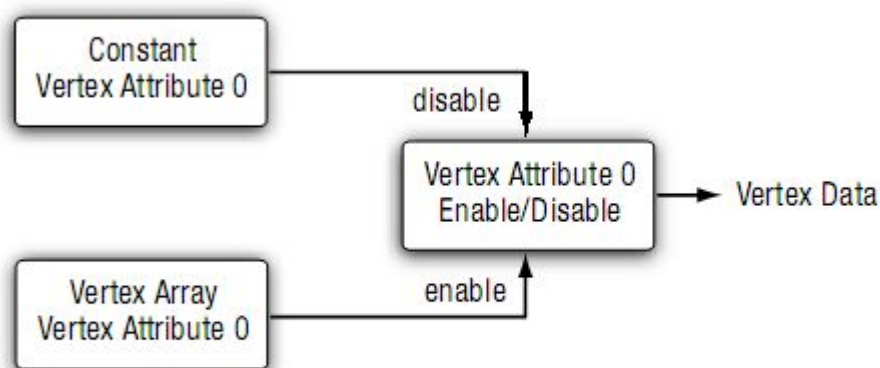 Constant
Vertex Attribute 0
disable
Vertex Attribute 0
Enable/Disable
Vertex Data
enable
Vertex Array
Vertex Attribute 0